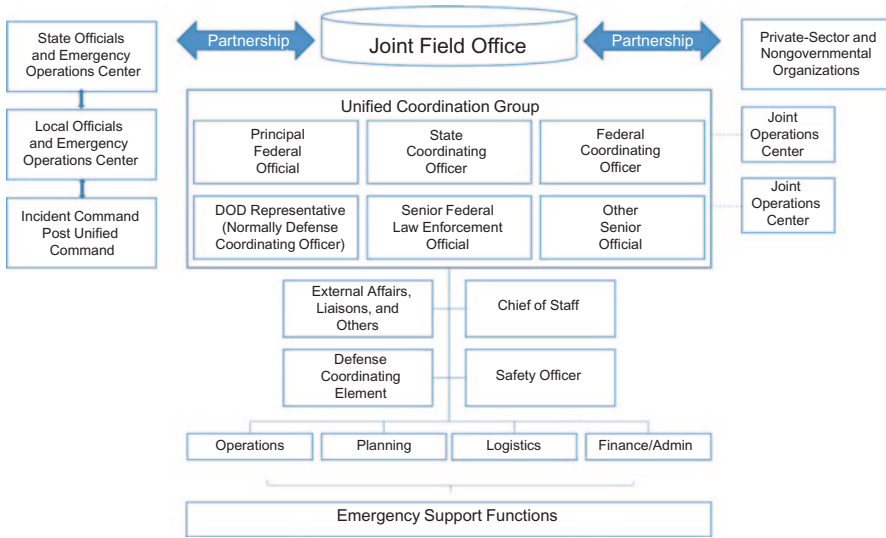 State Officials
and Emergency
Operations Center
Partnership
Joint Field Office
Partnership
Private-Sector and
Nongovernmental
Organizations
Local Officials
and Emergency
Operations Center
Incident Command
Post Unified
Command
Unified Coordination Group
Principal
Federal
Official
State
Coordinating
Officer
Federal
Coordinating
Officer
DOD Representative
(Normally Defense
Coordinating Officer)
Senior Federal
Law Enforcement
Official
Other
Senior
Official
Joint
Operations
Center
Joint
Operations
Center
External Affairs,
Liaisons, and
Others
Chief of Staff
Defense
Coordinating
Element
Safety Officer
Operations
Planning
Logistics
Finance/Admin
Emergency Support Functions